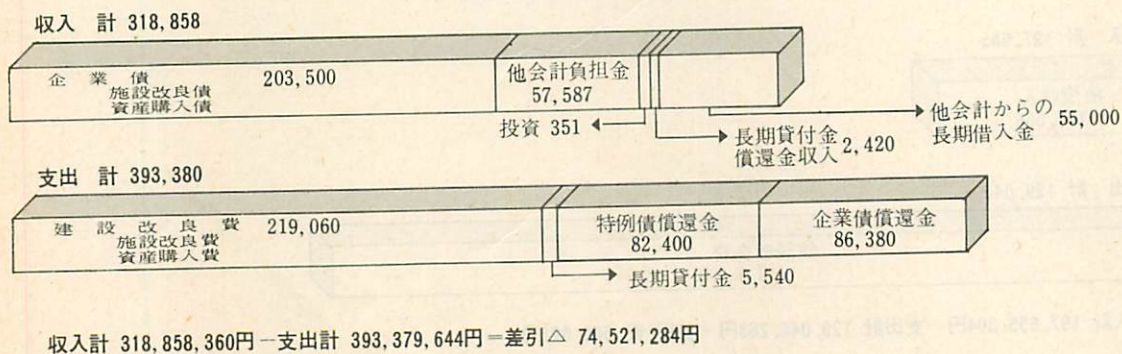 収入 計 318,858
企業債 203,500
施設改良債
資産購入債
他会計負担金
57,587
投資 351
長期貸付金
償還金収入 2,420
他会計からの
長期借入金 55,000
支出 計 393,380
建設改良費 219,060
施設改良費
資産購入費
特例債償還金
82,400
企業債償還金
86,380
長期貸付金 5,540
収入計 318,858,360円－支出計 393,379,644円＝差引△ 74,521,284円